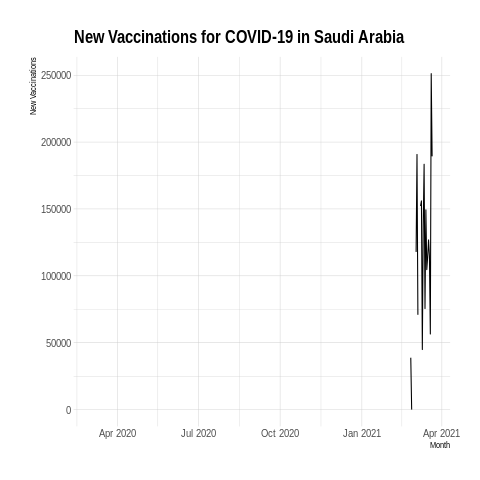 New Vaccinations for COVID-19 in Saudi Arabia
New Vaccinations
250000
200000
150000
100000
50000
0
Apr 2020 Jul 2020 Oct 2020 Jan 2021 Apr 2021
Month